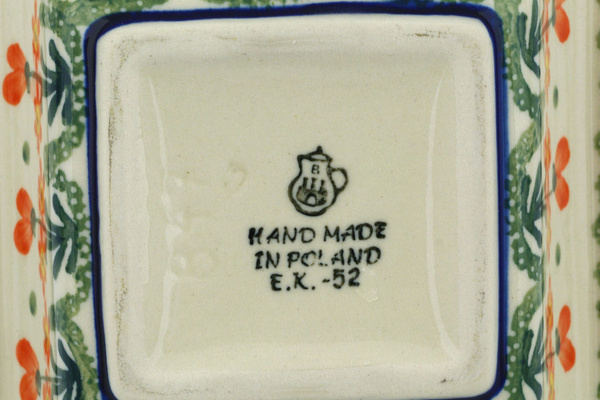 B
HAND MADE
IN POLAND
E.K. -52